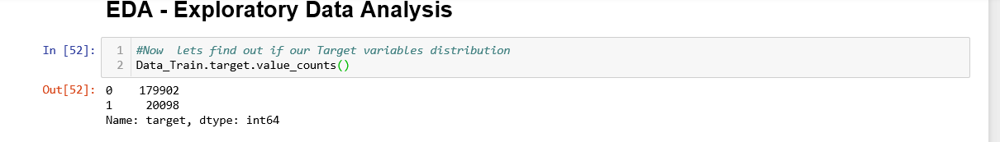 EDA - Exploratory Data Analysis
In [52]: 1 #Now  lets find out if our Target variables distribution
2 Data_Train.target.value_counts()
Out[52]: 0    179902
1     20098
Name: target, dtype: int64